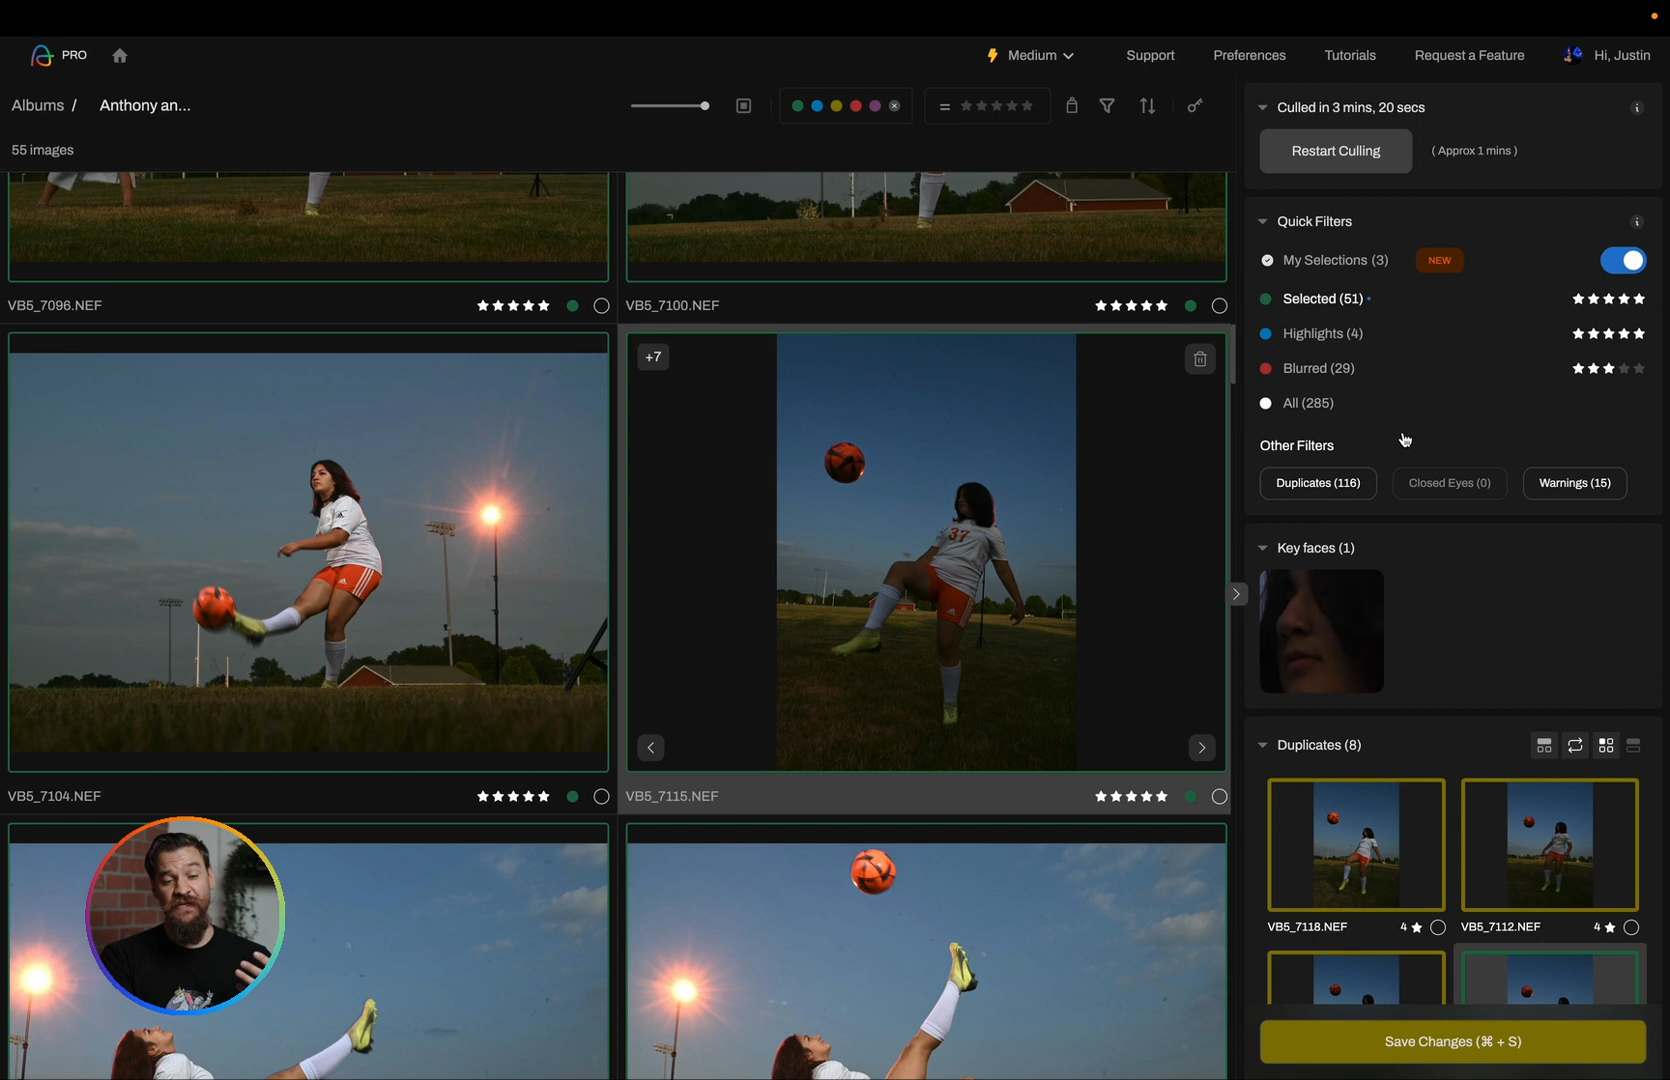 PRO
Medium
Support
Preferences
Tutorials
Request a Feature
Hi, Justin
Albums /
Anthony an...
55 images
Culled in 3 mins, 20 secs
Restart Culling
( Approx 1 mins )
Quick Filters
My Selections (3)
NEW
Selected (51)
Highlights (4)
Blurred (29)
All (285)
Other Filters
Duplicates (116)
Closed Eyes (0)
Warnings (15)
VB5_7096.NEF
VB5_7100.NEF
+7
37
Key faces (1)
VB5_7104.NEF
VB5_7115.NEF
Duplicates (8)
VB5_7118.NEF
4
VB5_7112.NEF
4
Save Changes (⌘ + S)